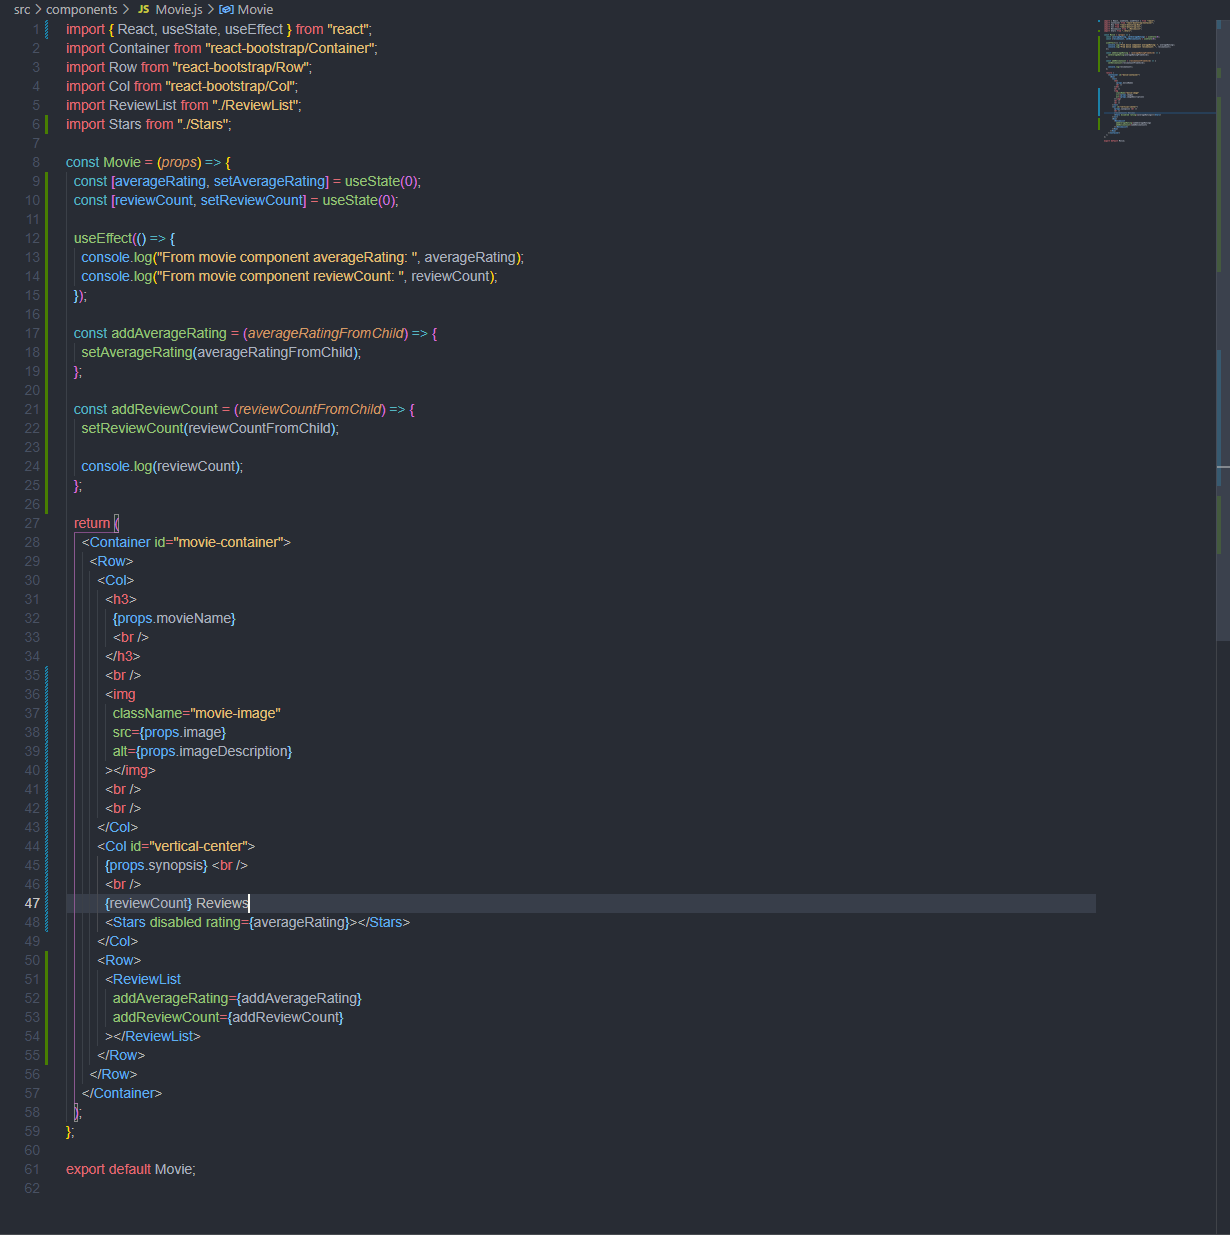 src > components > JS Movie.js > Movie
1 import { React, useState, useEffect } from "react";
2 import Container from "react-bootstrap/Container";
3 import Row from "react-bootstrap/Row";
4 import Col from "react-bootstrap/Col";
5 import ReviewList from "./ReviewList";
6 import Stars from "./Stars";
7
8 const Movie = (props) => {
9 const [averageRating, setAverageRating] = useState(0);
10 const [reviewCount, setReviewCount] = useState(0);
11
12 useEffect(() => {
13 console.log("From movie component averageRating: ", averageRating);
14 console.log("From movie component reviewCount: ", reviewCount);
15 });
16
17 const addAverageRating = (averageRatingFromChild) => {
18 setAverageRating(averageRatingFromChild);
19 };
20
21 const addReviewCount = (reviewCountFromChild) => {
22 setReviewCount(reviewCountFromChild);
23
24 console.log(reviewCount);
25 };
26
27 return (
28 <Container id="movie-container">
29 <Row>
30 <Col>
31 <h3>
32 {props.movieName}
33 <br />
34 </h3>
35 <br />
36 <img
37 className="movie-image"
38 src={props.image}
39 alt={props.imageDescription}
40 ></img>
41 <br />
42 <br />
43 </Col>
44 <Col id="vertical-center">
45 {props.synopsis} <br />
46 <br />
47 {reviewCount} Reviews
48 <Stars disabled rating={averageRating}></Stars>
49 </Col>
50 <Row>
51 <ReviewList
52 addAverageRating={addAverageRating}
53 addReviewCount={addReviewCount}
54 ></ReviewList>
55 </Row>
56 </Row>
57 </Container>
58 );
59 };
60
61 export default Movie;
62